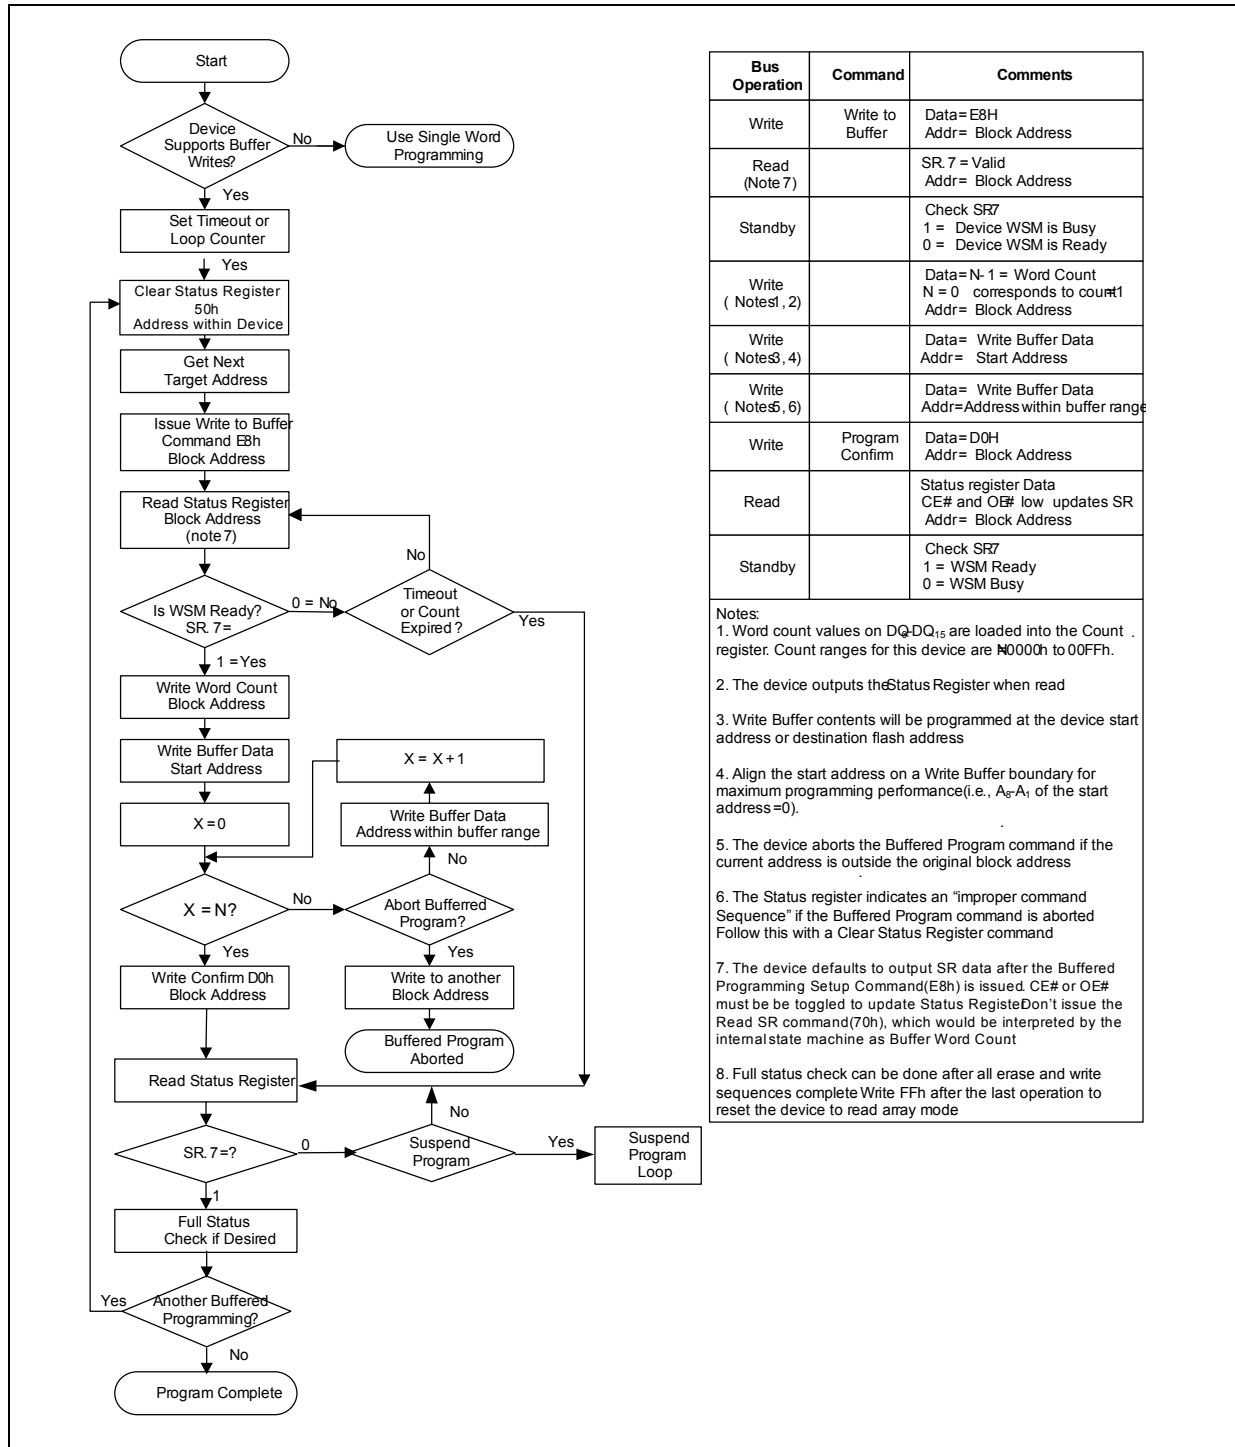 Start
Device
Supports Buffer
Writes?
No
Use Single Word
Programming
Yes
Set Timeout or
Loop Counter
Yes
Clear Status Register
50h
Address within Device
Get Next
Target Address
Issue Write to Buffer
Command E8h
Block Address
Read Status Register
Block Address
(note 7)
No
Is WSM Ready?
SR. 7 =
0 = No
Timeout
or Count
Expired ?
Yes
1 = Yes
Write Word Count
Block Address
Write Buffer Data
Start Address
X = X + 1
X = 0
Write Buffer Data
Address within buffer range
No
X = N?
No
Abort Buferred
Program?
Yes
Yes
Write Confirm D0h
Block Address
Write to another
Block Address
Buffered Program
Aborted
Read Status Register
No
SR. 7 =?
0
Suspend
Program
Yes
Suspend
Program
Loop
1
Full Status
Check if Desired
Yes
Another Buffered
Programming?
No
Program Complete
Bus
Operation
Command
Comments
Write
Write to
Buffer
Data = E8H
Addr = Block Address
Read
(Note 7)
SR. 7 = Valid
Addr = Block Address
Standby
Check SR7
1 = Device WSM is Busy
0 = Device WSM is Ready
Write
( Notes1, 2)
Data = N- 1 = Word Count
N = 0 corresponds to count=1
Addr = Block Address
Write
( Notes3, 4)
Data = Write Buffer Data
Addr = Start Address
Write
( Notes5, 6)
Data = Write Buffer Data
Addr =Address within buffer range
Write
Program
Confirm
Data = D0H
Addr = Block Address
Read
Status register Data
CE# and OE# low updates SR
Addr = Block Address
Standby
Check SR7
1 = WSM Ready
0 = WSM Busy
Notes:
1. Word count values on DQ0-DQ15 are loaded into the Count .
register. Count ranges for this device are N=0000h to 00FFh.
2. The device outputs the Status Register when read
3. Write Buffer contents will be programmed at the device start
address or destination flash address
4. Align the start address on a Write Buffer boundary for
maximum programming performance(i.e., A8-A1 of the start
address =0).
5. The device aborts the Buffered Program command if the
current address is outside the original block address
6. The Status register indicates an “improper command
Sequence” if the Buffered Program command is aborted
Follow this with a Clear Status Register command
7. The device defaults to output SR data after the Buffered
Programming Setup Command(E8h) is issued. CE# or OE#
must be be toggled to update Status Register Don’t issue the
Read SR command(70h), which would be interpreted by the
internal state machine as Buffer Word Count
8. Full status check can be done after all erase and write
sequences complete Write FFh after the last operation to
reset the device to read array mode